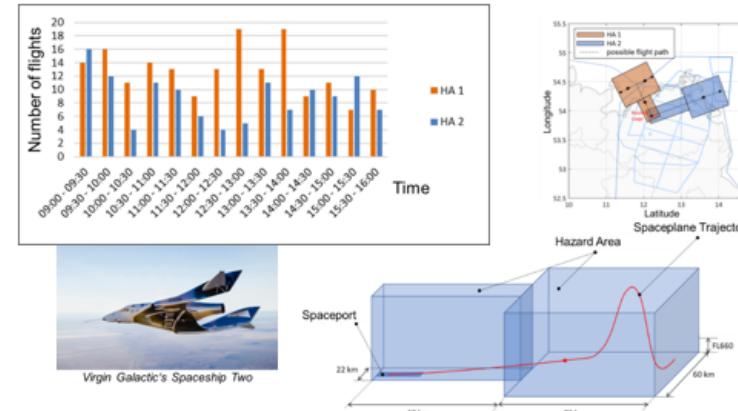 Number of flights
20
18
16
14
12
10
8
6
4
2
0
09:00 - 09:30
09:30 - 10:00
10:00 - 10:30
10:30 - 11:00
11:00 - 11:30
11:30 - 12:00
12:00 - 12:30
12:30 - 13:00
13:00 - 13:30
13:30 - 14:00
14:00 - 14:30
14:30 - 15:00
15:00 - 15:30
15:30 - 16:00
Time
HA 1
HA 2
55.5
55
54.5
54
53.5
53
52.5
Longitude
HA 1
HA 2
possible flight path
10
11
12
13
14
Latitude
Virgin Galactic's Spaceship Two
Spaceplane Trajecto
Hazard Area
Spaceport
22 km
FL660
60 km